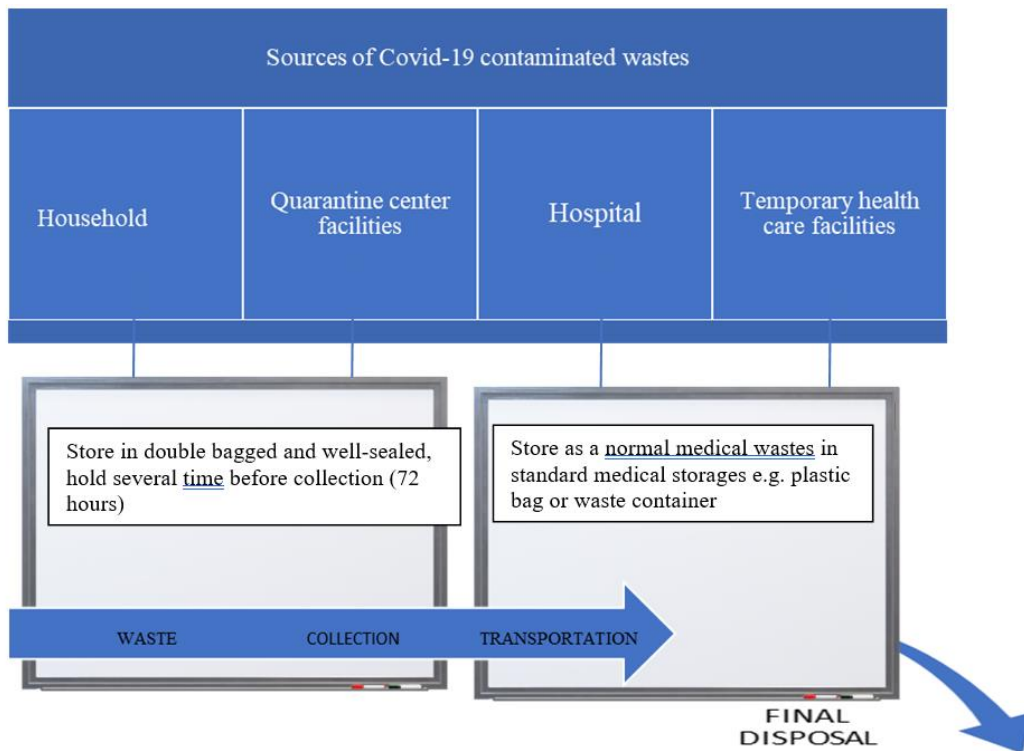 Sources of Covid-19 contaminated wastes
Household
Quarantine center
facilities
Hospital
Temporary health
care facilities
Store in double bagged and well-sealed,
hold several time before collection (72
hours)
Store as a normal medical wastes in
standard medical storages e.g. plastic
bag or waste container
WASTE COLLECTION TRANSPORTATION
FINAL
DISPOSAL